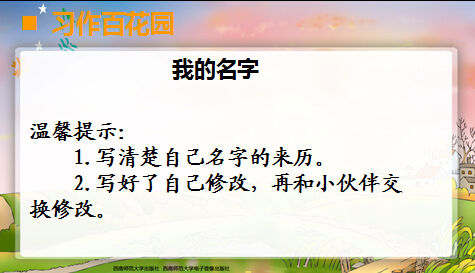 习作百花园
我的名字
温馨提示：
1.写清楚自己名字的来历。
2.写好了自己修改，再和小伙伴交
换修改。
西南师范大学出版社 西南师范大学电子音像出版社